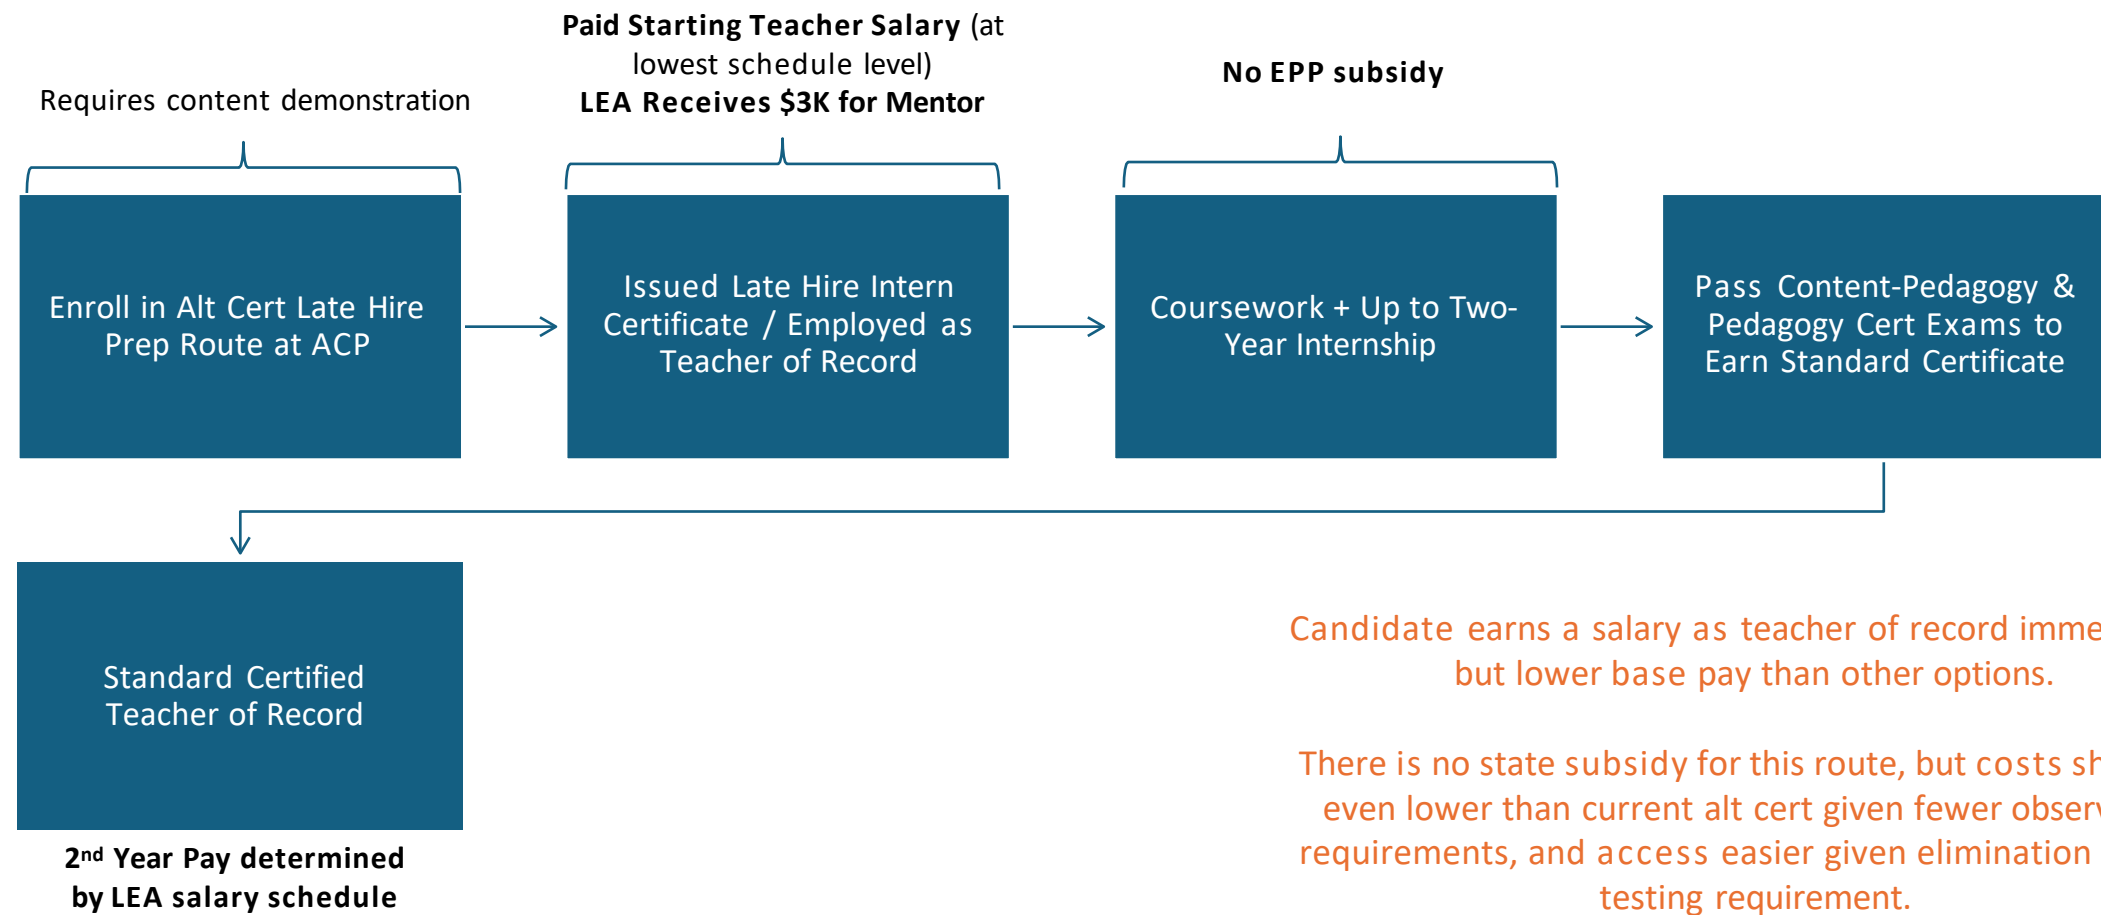 Requires content demonstration
Paid Starting Teacher Salary (at
lowest schedule level)
LEA Receives $3K for Mentor
No EPP subsidy
Enroll in Alt Cert Late Hire
Prep Route at ACP
Issued Late Hire Intern
Certificate / Employed as
Teacher of Record
Coursework + Up to Two-
Year Internship
Pass Content-Pedagogy &
Pedagogy Cert Exams to
Earn Standard Certificate
Standard Certified
Teacher of Record
2nd Year Pay determined
by LEA salary schedule
Candidate earns a salary as teacher of record
but lower base pay than other options.
There is no state subsidy for this route, but costs
even lower than current alt cert given fewer
requirements, and access easier given elimination
testing requirement.